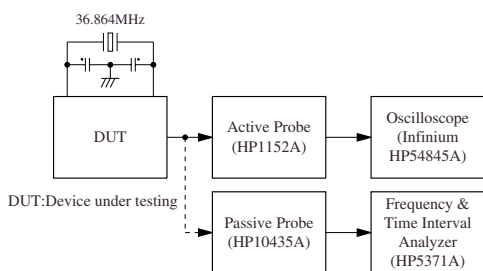 36.864MHz
DUT
Active Probe
(HP1152A)
Oscilloscope
(Infinium
HP54845A)
DUT:Device under testing
Passive Probe
(HP10435A)
Frequency &
Time Interval
Analyzer
(HP5371A)